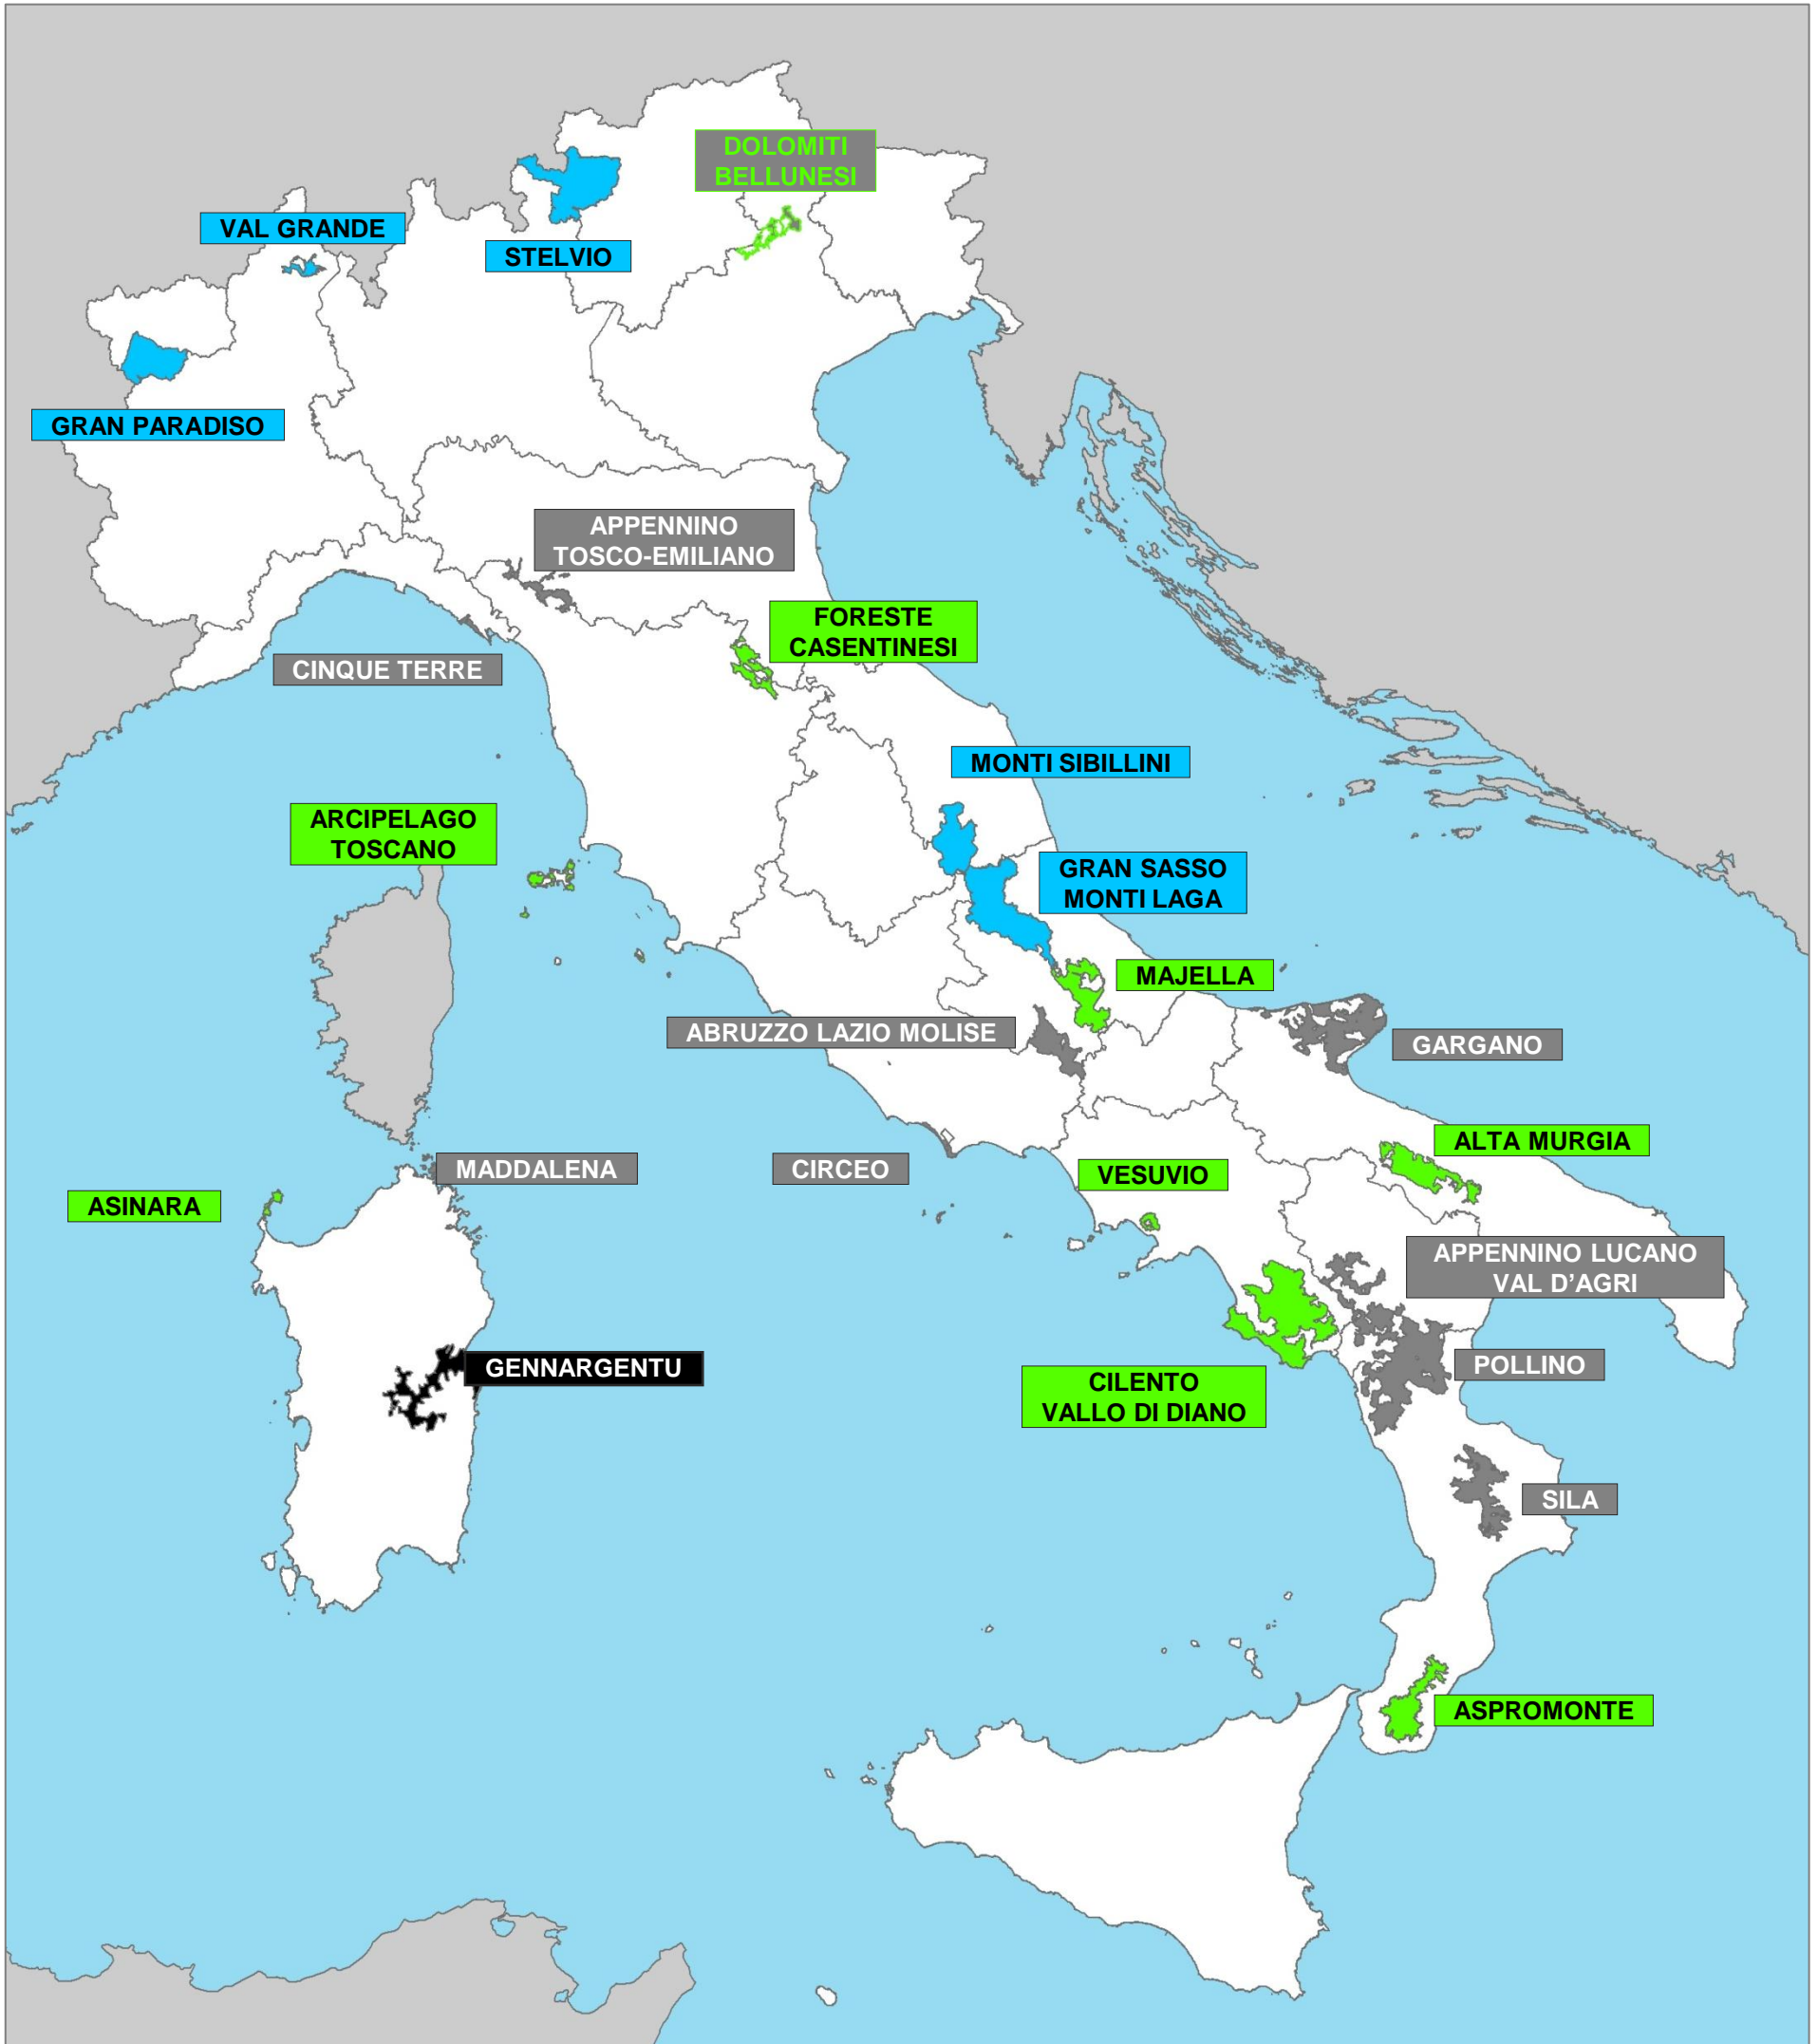 DOLOMITI
BELLUNESI
VAL GRANDE
STELVIO
GRAN PARADISO
APPENNINO
TOSCO-EMILIANO
FORESTE
CASENTINESI
CINQUE TERRE
MONTI SIBILLINI
ARCIPELAGO
TOSCANO
GRAN SASSO
MONTI LAGA
MAJELLA
ABRUZZO LAZIO MOLISE
GARGANO
ALTA MURGIA
MADDALENA
CIRCEO
VESUVIO
ASINARA
APPENNINO LUCANO
VAL D’AGRI
GENNARGENTU
POLLINO
CILENTO
VALLO DI DIANO
SILA
ASPROMONTE